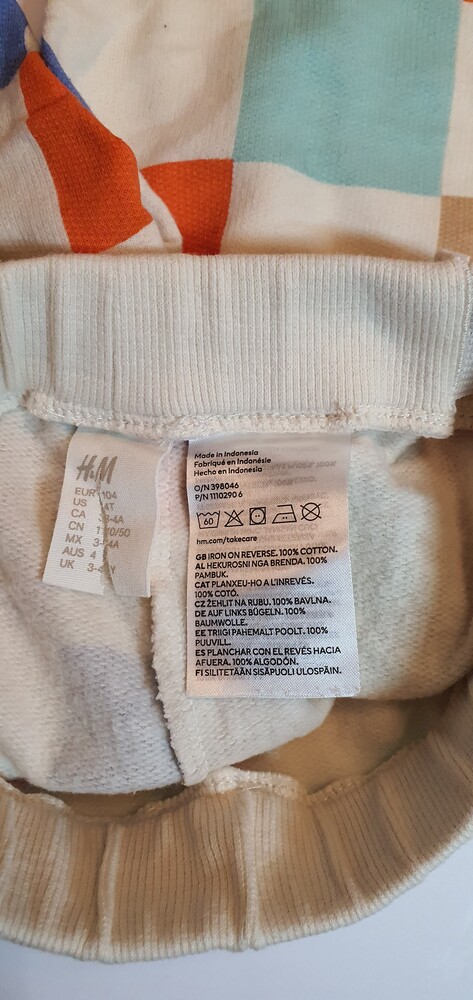 H&M
EUR 104
US 4T
CA
CN
MX
AUS 4
UK
Made in Indonesia
Fabriqué en Indonésie
Hecho en Indonesia
O/N 398046
P/N 1110290 6
60
hm.com/takecare
GB IRON ON REVERSE. 100% COTTON.
AL HEKUROSNI NGA BRENDA. 100%
PAMBUK.
CAT PLANXEU-HO A L'INREVÉS.
100% COTÓ.
CZ ŽEHLIT NA RUBU. 100% BAVLNA.
DE AUF LINKS BÜGELN. 100%
BAUMWOLLE.
EE TRIIGI PAHEMALT POOLT. 100%
PUUVILL.
ES PLANCHAR CON EL REVÉS HACIA
AFUERA. 100% ALGODÓN.
FI SILITETÄÄN SISÄPUOLI ULOSPÄIN.